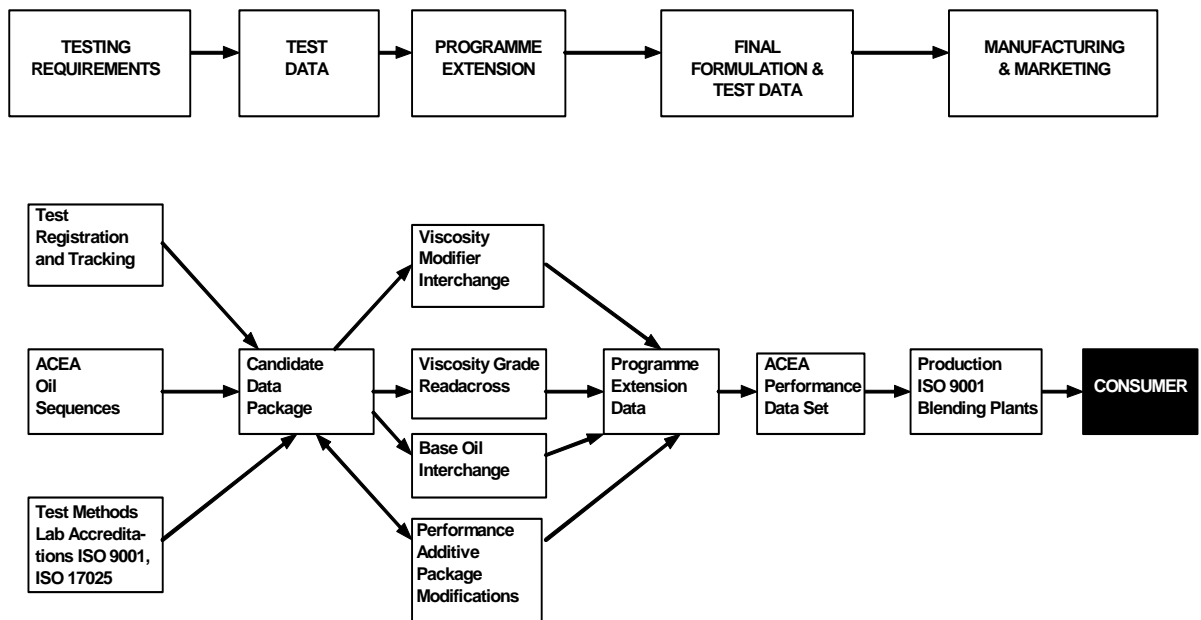 TESTING
REQUIREMENTS
TEST
DATA
PROGRAMME
EXTENSION
FINAL
FORMULATION &
TEST DATA
MANUFACTURING
& MARKETING
Test
Registration
and Tracking
ACEA
Oil
Sequences
Test Methods
Lab Accredita-
tions ISO 9001,
ISO 17025
Candidate
Data
Package
Viscosity
Modifier
Interchange
Viscosity Grade
Readacross
Base Oil
Interchange
Performance
Additive
Package
Modifications
Programme
Extension
Data
ACEA
Performance
Data Set
Production
ISO 9001
Blending Plants
CONSUMER